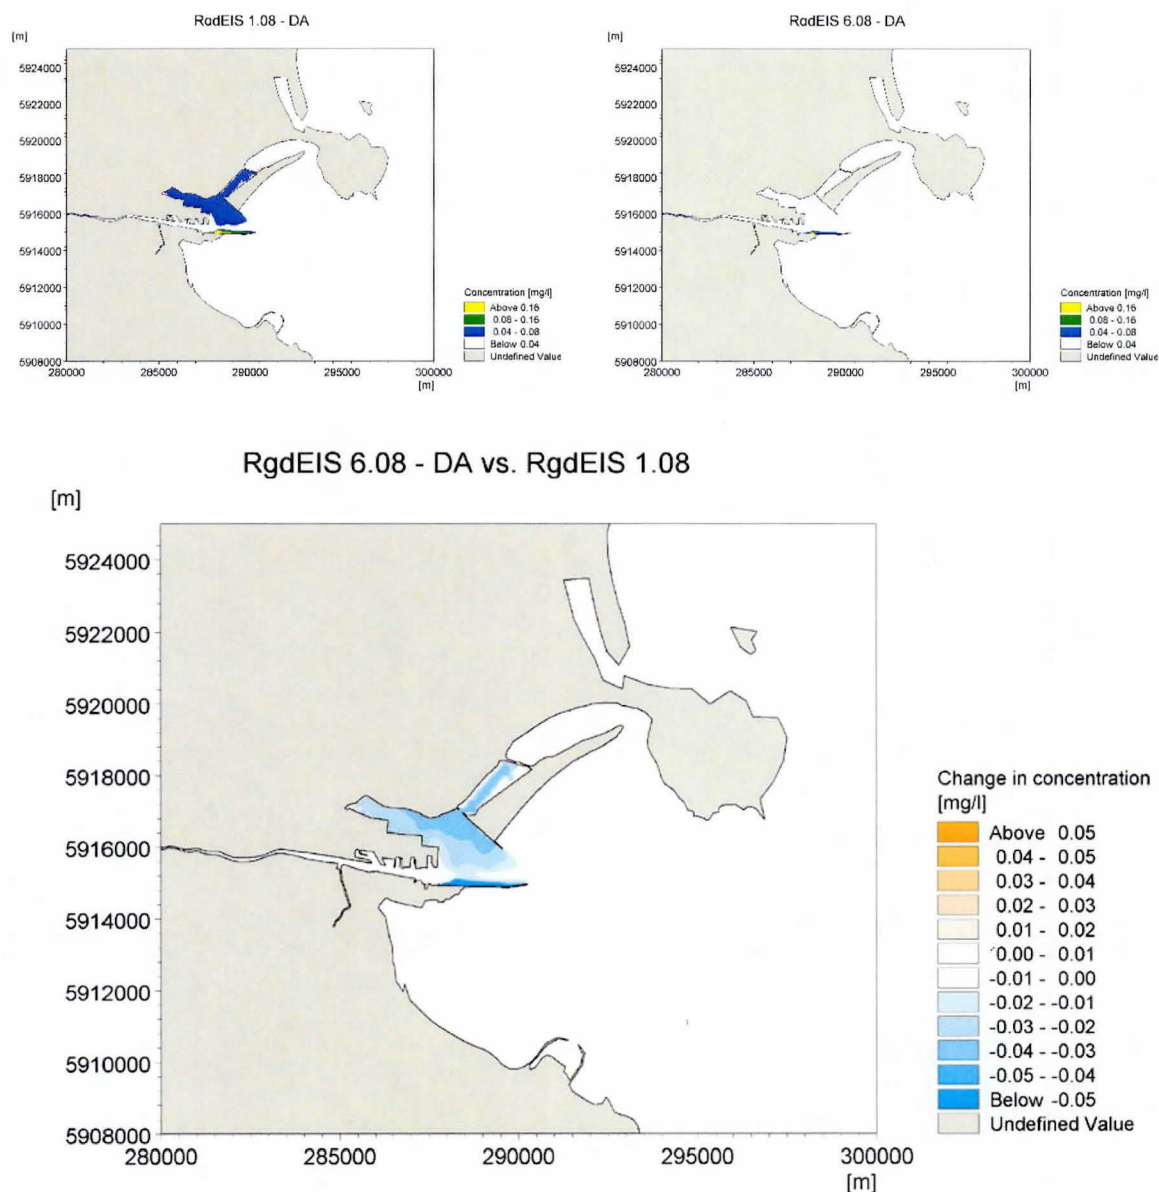 RgdEIS 1.08 - DA
[m]
5924000
5922000
5920000
5918000
5916000
5914000
5912000
5910000
5908000
280000 285000 290000 295000 300000
[m]
Concentration [mg/l]
Above 0.16
0.08 - 0.16
0.04 - 0.08
Below 0.04
Undefined Value
RgdEIS 6.08 - DA
[m]
5924000
5922000
5920000
5918000
5916000
5914000
5912000
5910000
5908000
280000 285000 290000 295000 300000
[m]
Concentration [mg/l]
Above 0.16
0.08 - 0.16
0.04 - 0.08
Below 0.04
Undefined Value
RgdEIS 6.08 - DA vs. RgdEIS 1.08
[m]
5924000
5922000
5920000
5918000
5916000
5914000
5912000
5910000
5908000
280000 285000 290000 295000 300000
[m]
Change in concentration
[mg/l]
Above 0.05
0.04 - 0.05
0.03 - 0.04
0.02 - 0.03
0.01 - 0.02
0.00 - 0.01
-0.01 - 0.00
-0.02 - -0.01
-0.03 - -0.02
-0.04 - -0.03
-0.05 - -0.04
Below -0.05
Undefined Value